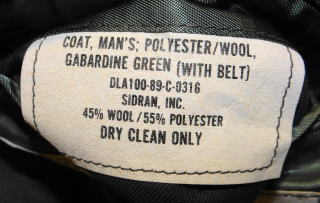 COAT, MAN'S; POLYESTER/WOOL,
GABARDINE GREEN (WITH BELT)
DLA100-89-C-0316
SIDRAN, INC.
45% WOOL/55% POLYESTER
DRY CLEAN ONLY